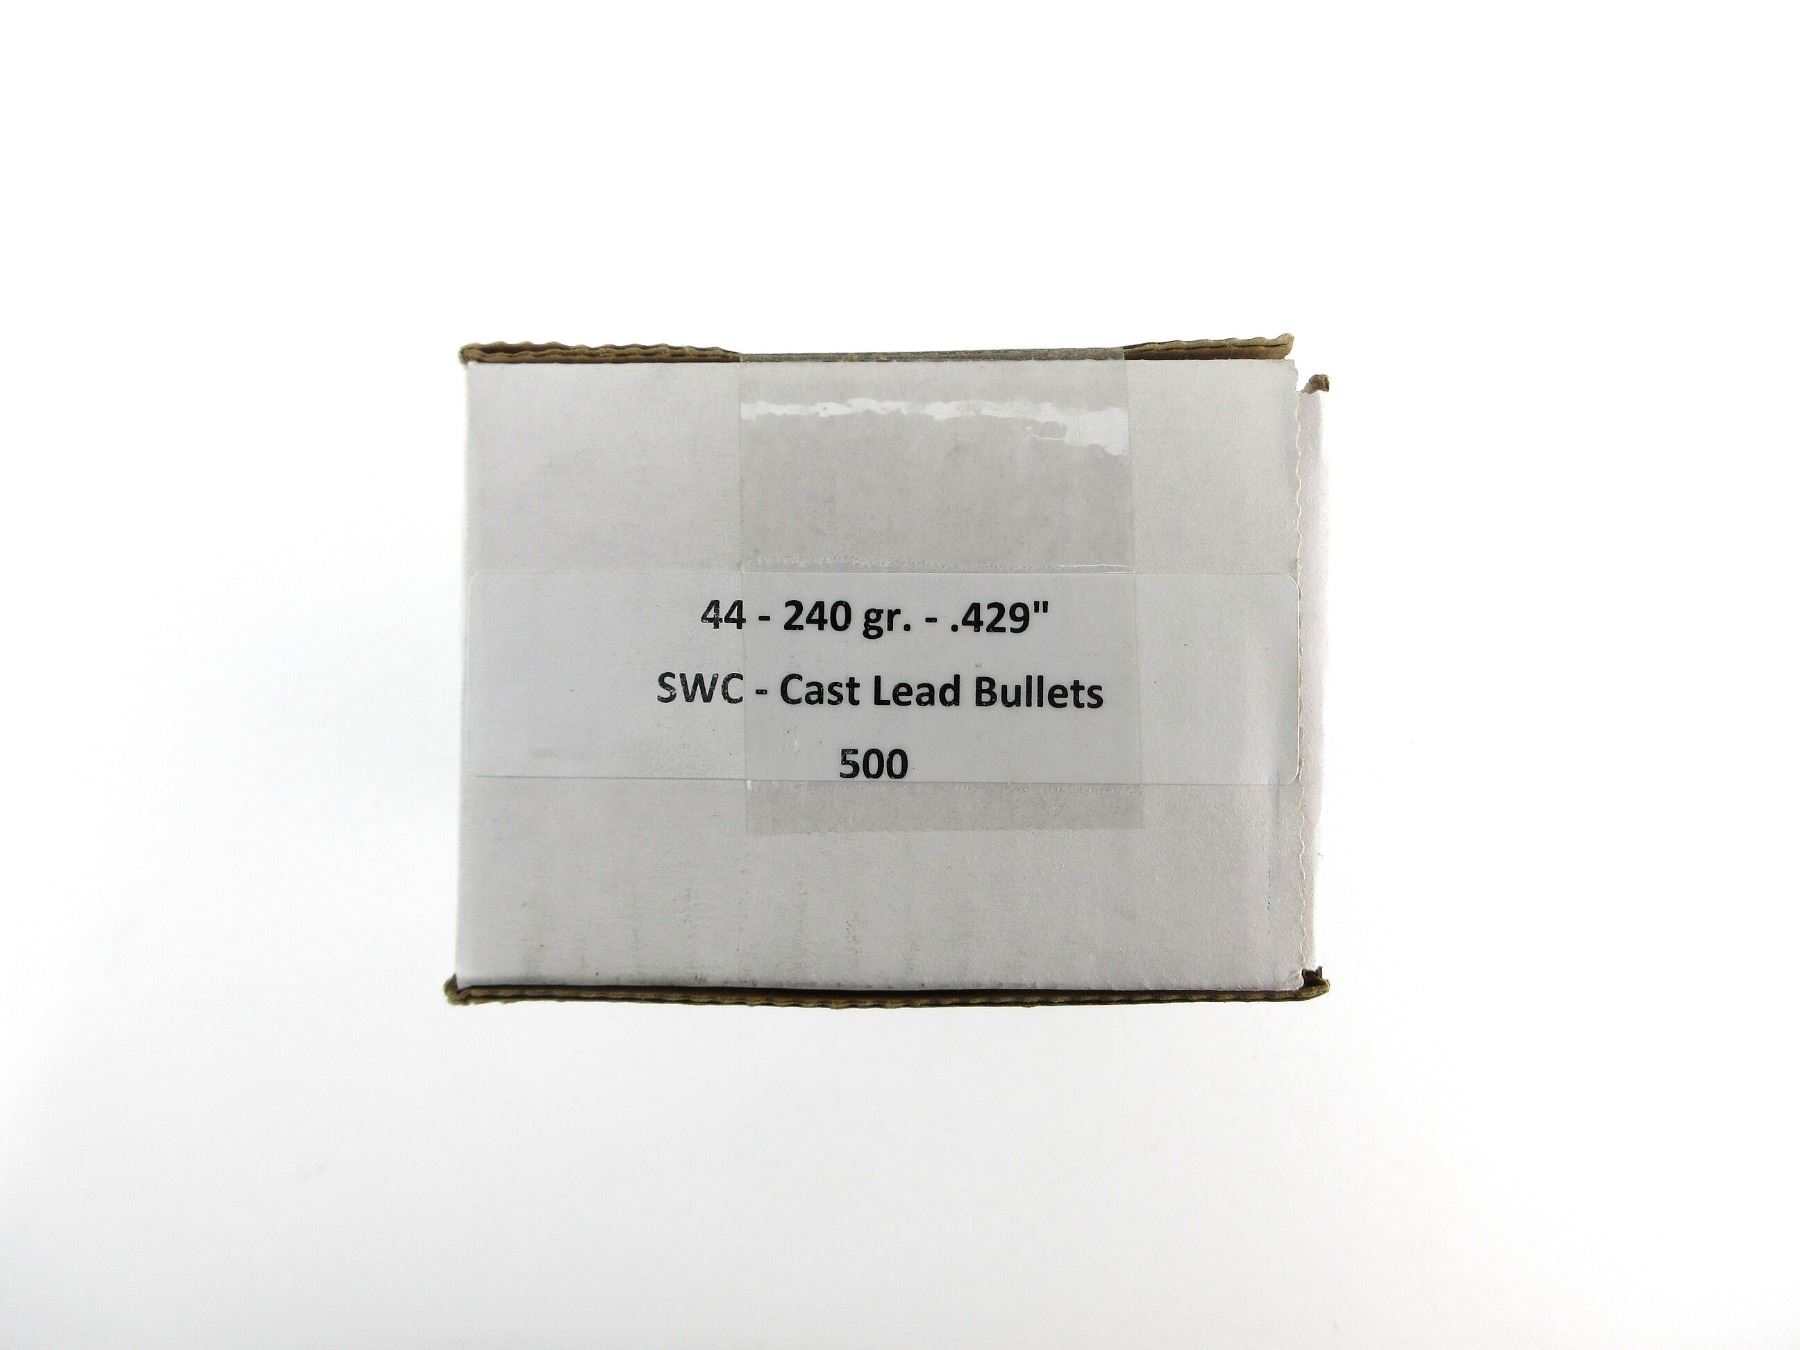 44 - 240 gr. - .429"
SWC - Cast Lead Bullets
500